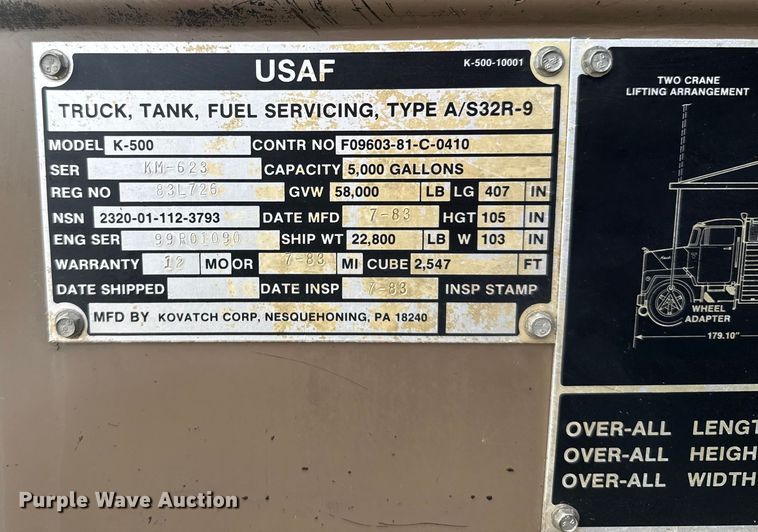 USAF K-500-10001
TRUCK, TANK, FUEL SERVICING, TYPE A/S32R-9
MODEL K-500 CONTR NO F09603-81-C-0410
SER KM-623 CAPACITY 5,000 GALLONS
REG NO 83L726 GVW 58,000 LB LG 407 IN
NSN 2320-01-112-3793 DATE MFD 7-83 HGT 105 IN
ENG SER 99R01090 SHIP WT 22,800 LB W 103 IN
WARRANTY 12 MO OR 7-83 MI CUBE 2,547 FT
DATE SHIPPED DATE INSP 7-83 INSP STAMP
MFD BY KOVATCH CORP, NESQUEHONING, PA 18240
TWO CRANE
LIFTING ARRANGEMENT
WHEEL
ADAPTER
179.10"
OVER-ALL LENGT
OVER-ALL HEIGH
OVER-ALL WIDTH
Purple Wave Auction